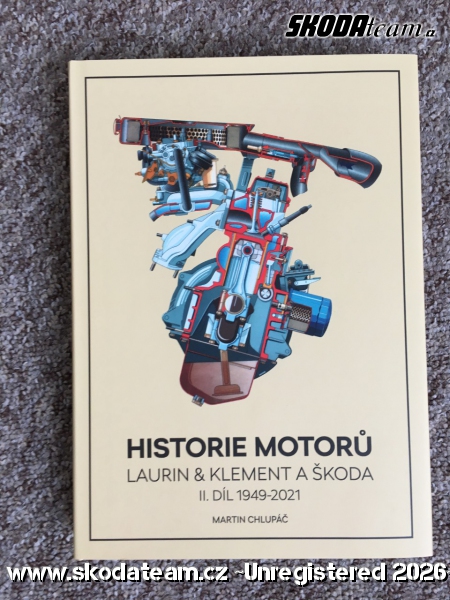 SKODAteam.cz
HISTORIE MOTORŮ
LAURIN & KLEMENT A ŠKODA
II. DÍL 1949-2021
MARTIN CHLUPÁČ
www.skodateam.cz ~Unregistered 2026